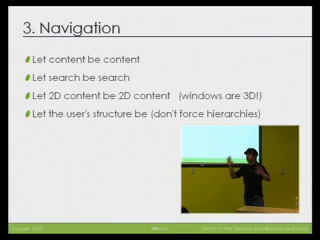 3. Navigation
Let content be content
Let search be search
Let 2D content be 2D content (windows are 3D!)
Let the user's structure be (don't force hierarchies)